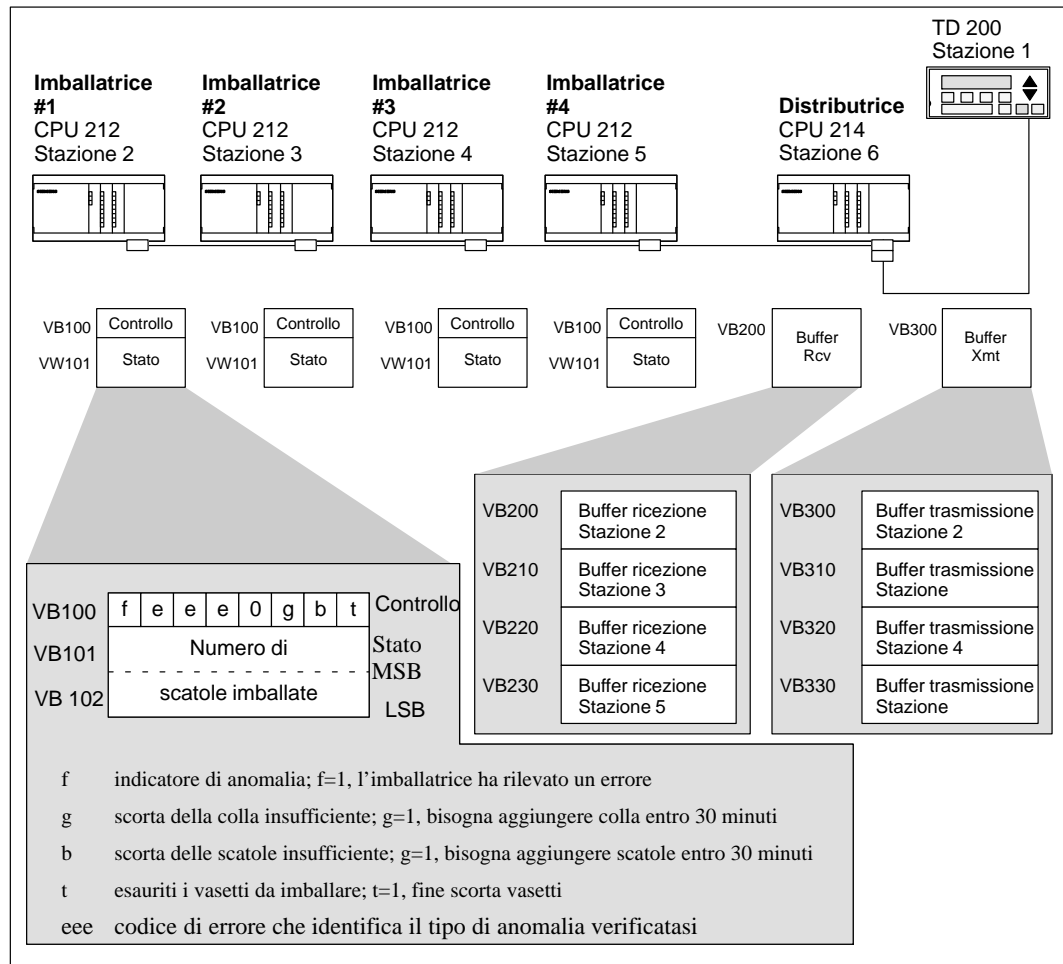 TD 200
Stazione 1
Imballatrice
#1
CPU 212
Stazione 2
Imballatrice
#2
CPU 212
Stazione 3
Imballatrice
#3
CPU 212
Stazione 4
Imballatrice
#4
CPU 212
Stazione 5
Distributrice
CPU 214
Stazione 6
VB100 Controllo
VW101 Stato
VB100 Controllo
VW101 Stato
VB100 Controllo
VW101 Stato
VB100 Controllo
VW101 Stato
VB200 Buffer
Rcv
VB300 Buffer
Xmt
VB200 Buffer ricezione
Stazione 2
VB210 Buffer ricezione
Stazione 3
VB220 Buffer ricezione
Stazione 4
VB230 Buffer ricezione
Stazione 5
VB300 Buffer trasmissione
Stazione 2
VB310 Buffer trasmissione
Stazione
VB320 Buffer trasmissione
Stazione 4
VB330 Buffer trasmissione
Stazione
VB100 f e e e 0 g b t Controllo
VB101 Numero di Stato
MSB
VB 102 scatole imballate LSB
f indicatore di anomalia; f=1, l'imballatrice ha rilevato un errore
g scorta della colla insufficiente; g=1, bisogna aggiungere colla entro 30 minuti
b scorta delle scatole insufficiente; g=1, bisogna aggiungere scatole entro 30 minuti
t esauriti i vasetti da imballare; t=1, fine scorta vasetti
eee codice di errore che identifica il tipo di anomalia verificatasi